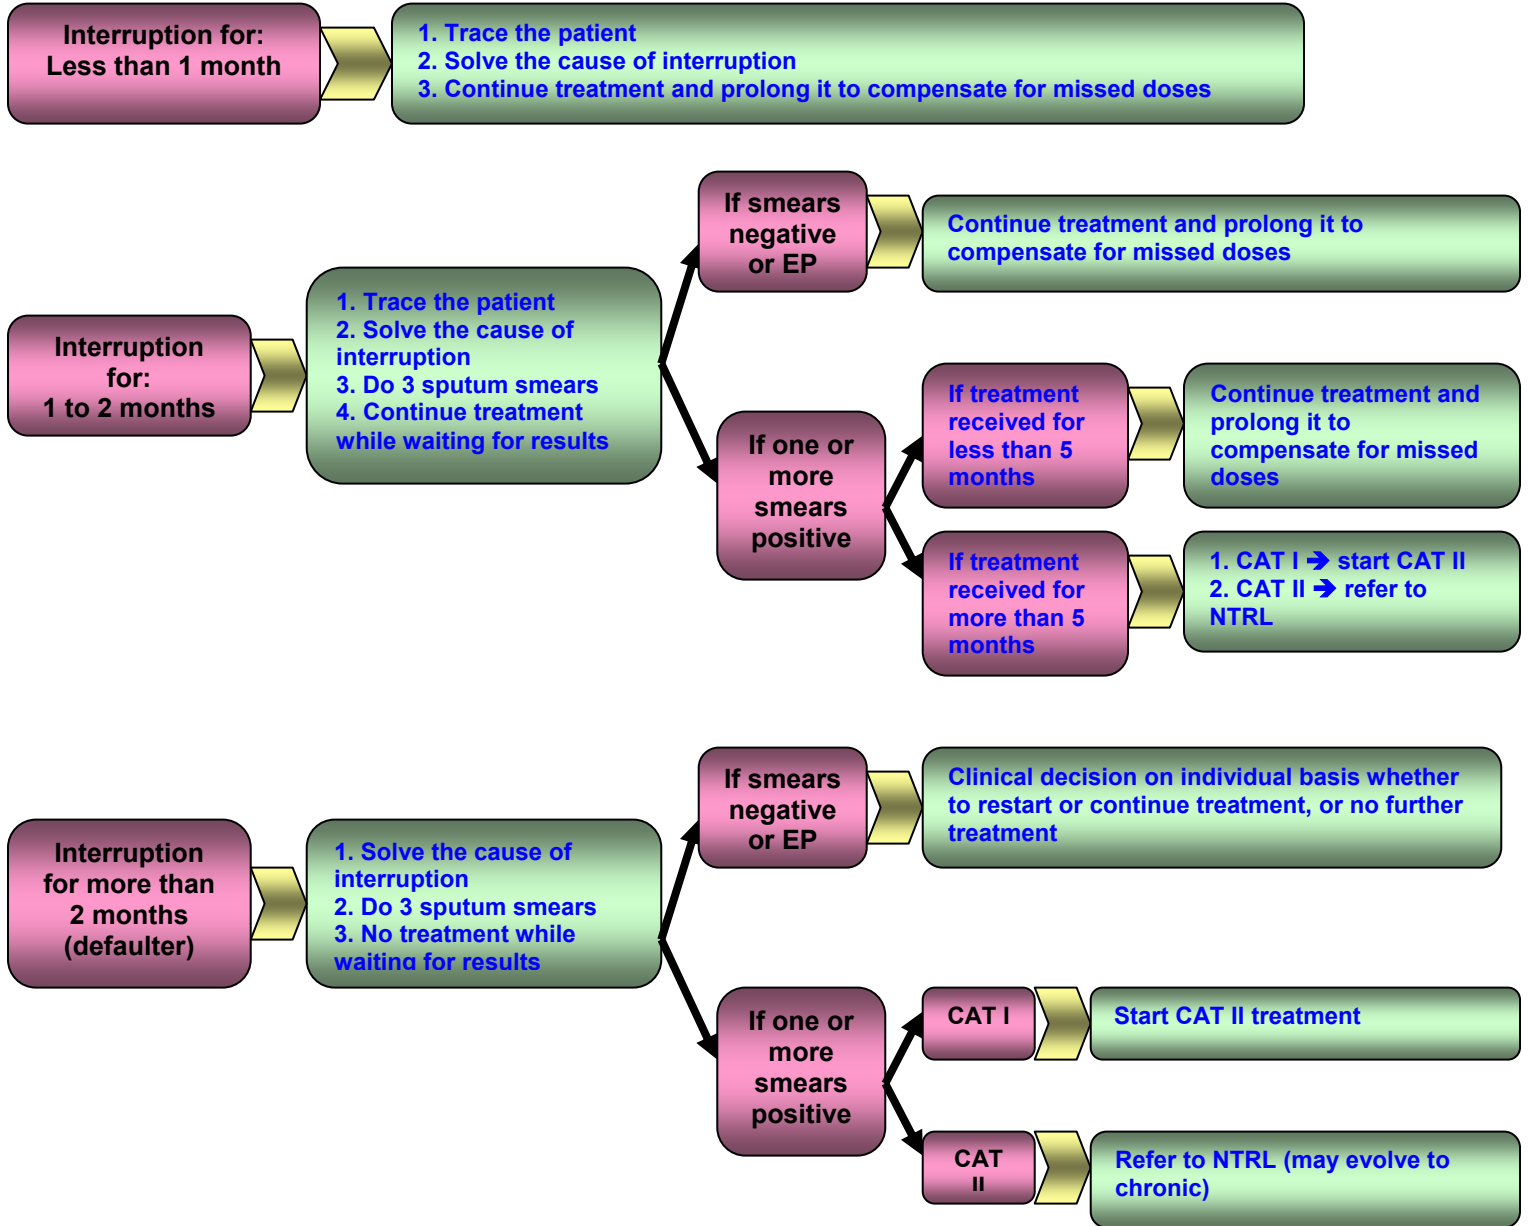 Interruption for:
Less than 1 month
1. Trace the patient
2. Solve the cause of interruption
3. Continue treatment and prolong it to compensate for missed doses
Interruption
for:
1 to 2 months
1. Trace the patient
2. Solve the cause of
interruption
3. Do 3 sputum smears
4. Continue treatment
while waiting for results
If smears
negative
or EP
Continue treatment and prolong it to
compensate for missed doses
If one or
more
smears
positive
If treatment
received for
less than 5
months
Continue treatment and
prolong it to
compensate for missed
doses
If treatment
received for
more than 5
months
1. CAT I ➔ start CAT II
2. CAT II ➔ refer to
NTRL
Interruption
for more than
2 months
(defaulter)
1. Solve the cause of
interruption
2. Do 3 sputum smears
3. No treatment while
waiting for results
If smears
negative
or EP
Clinical decision on individual basis whether
to restart or continue treatment, or no further
treatment
If one or
more
smears
positive
CAT I
Start CAT II treatment
CAT
II
Refer to NTRL (may evolve to
chronic)